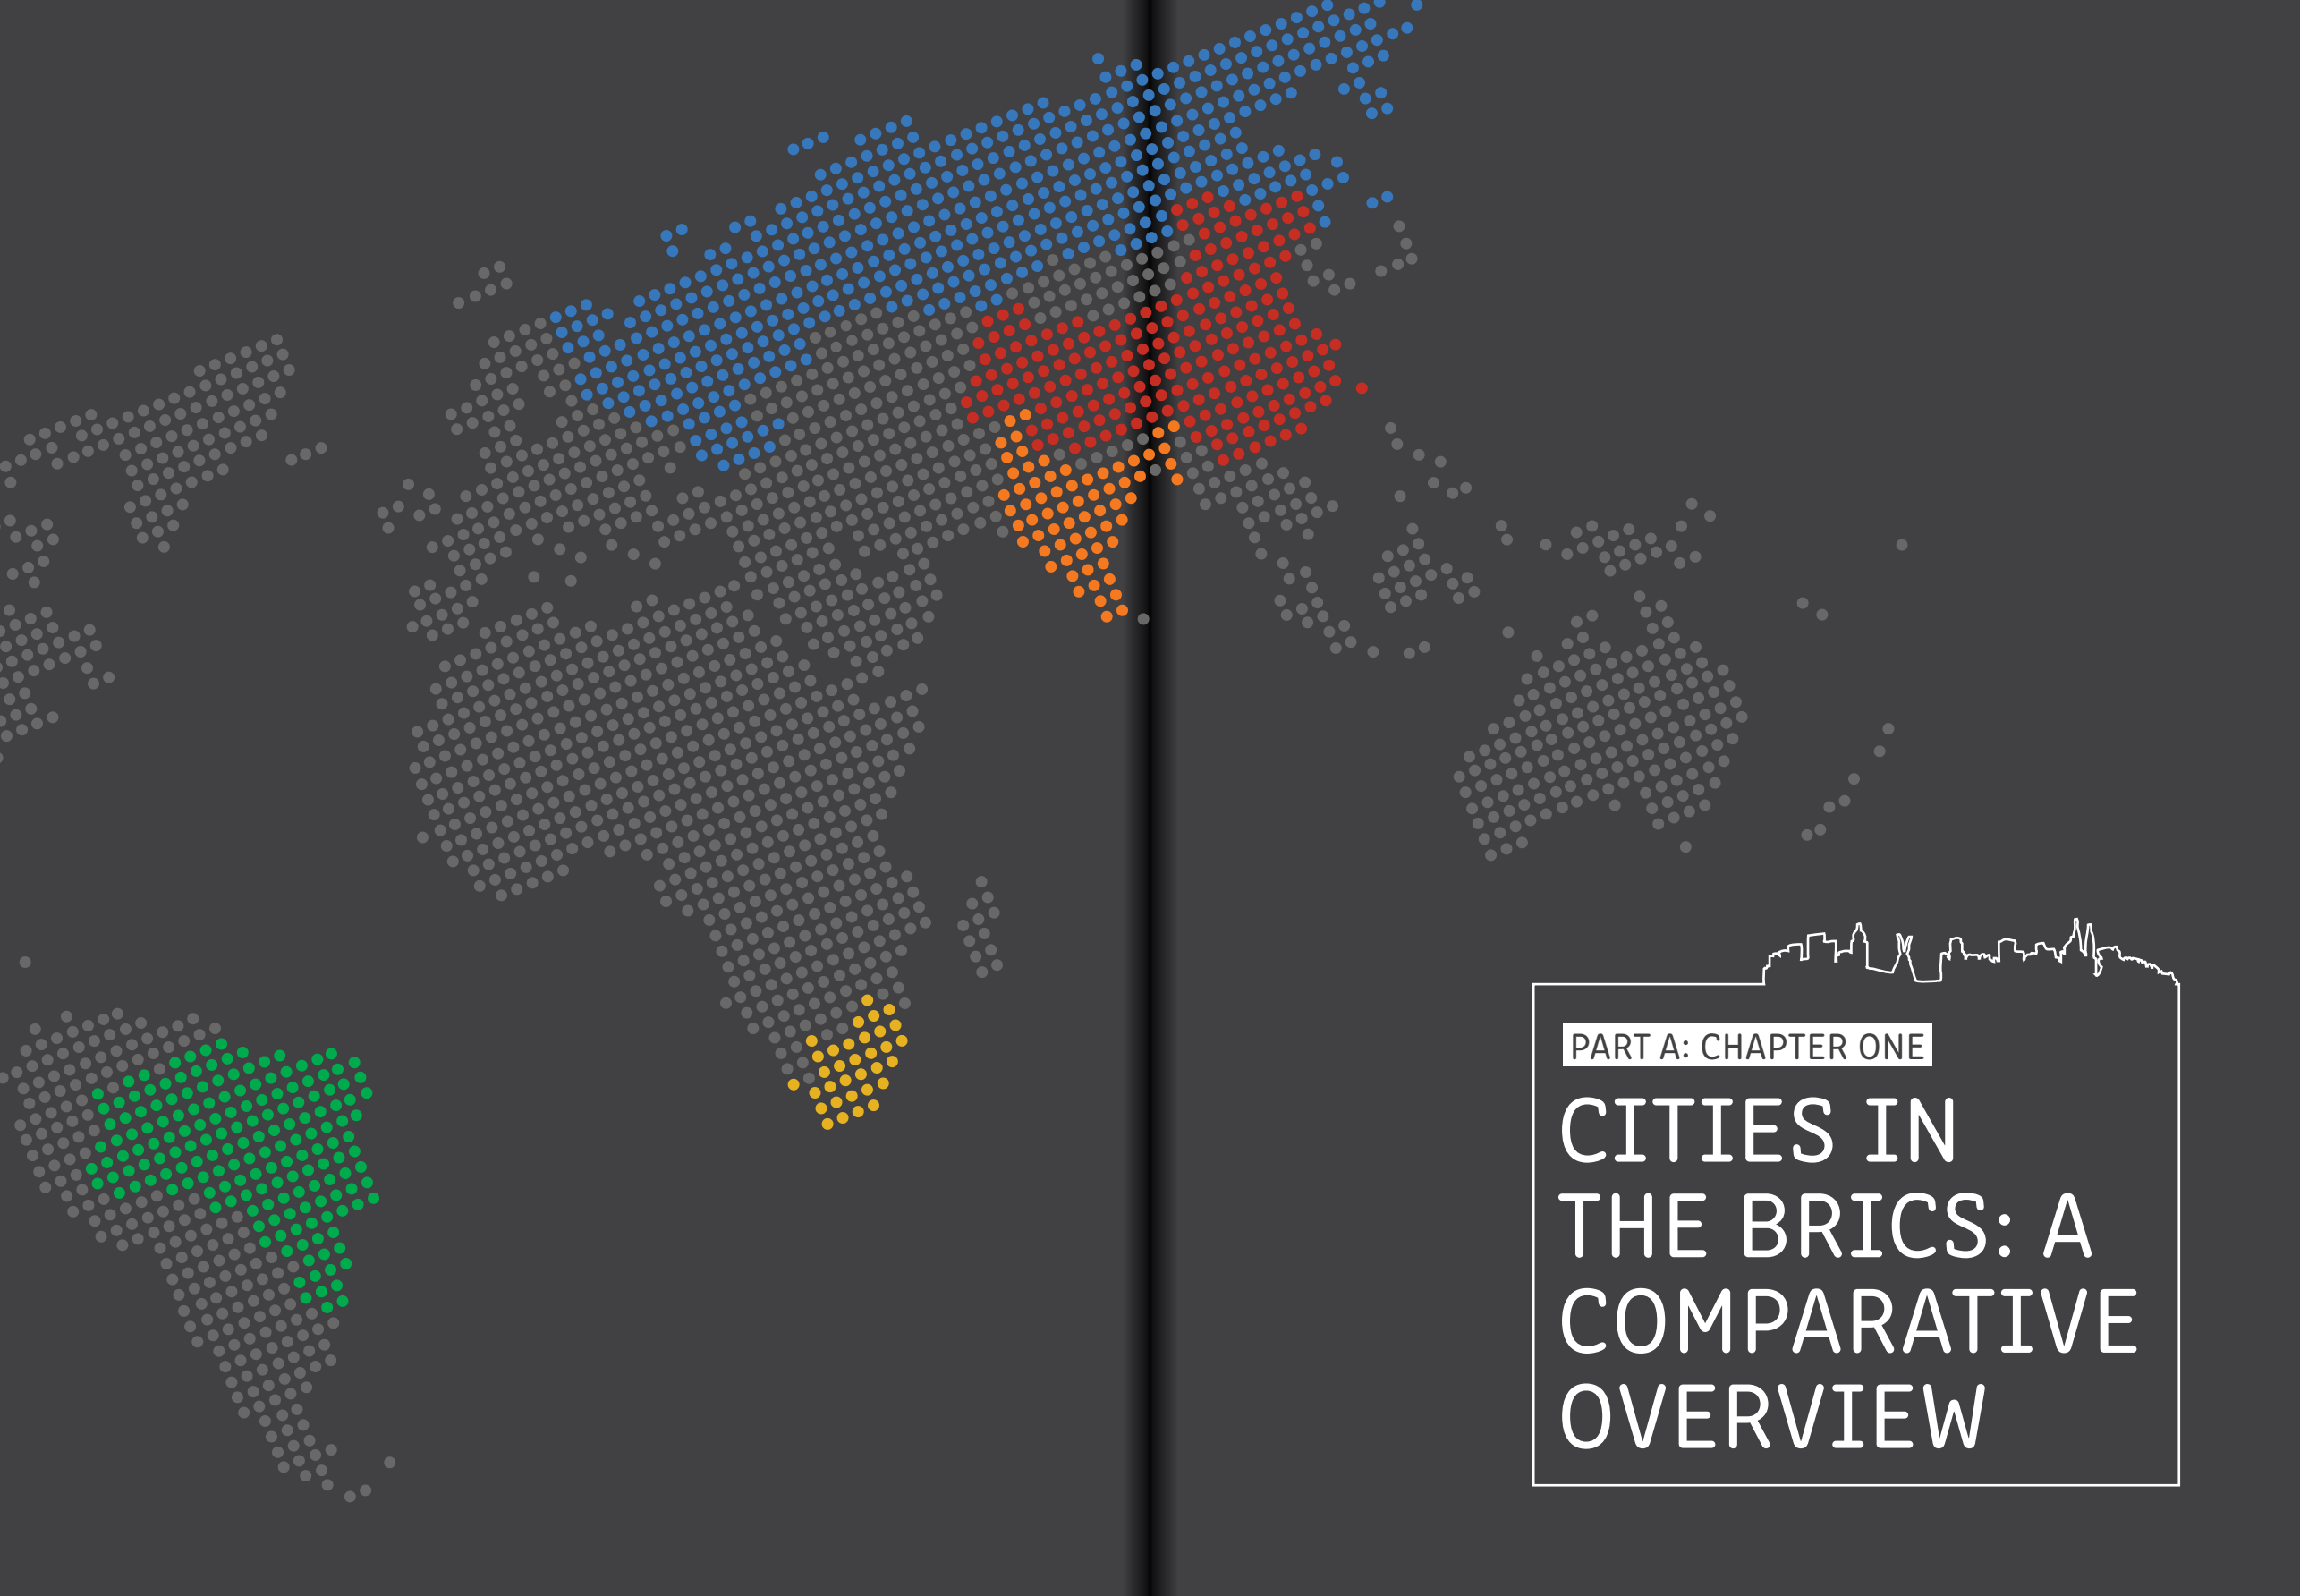 PART A: CHAPTER ONE
CITIES IN
THE BRICS: A
COMPARATIVE
OVERVIEW